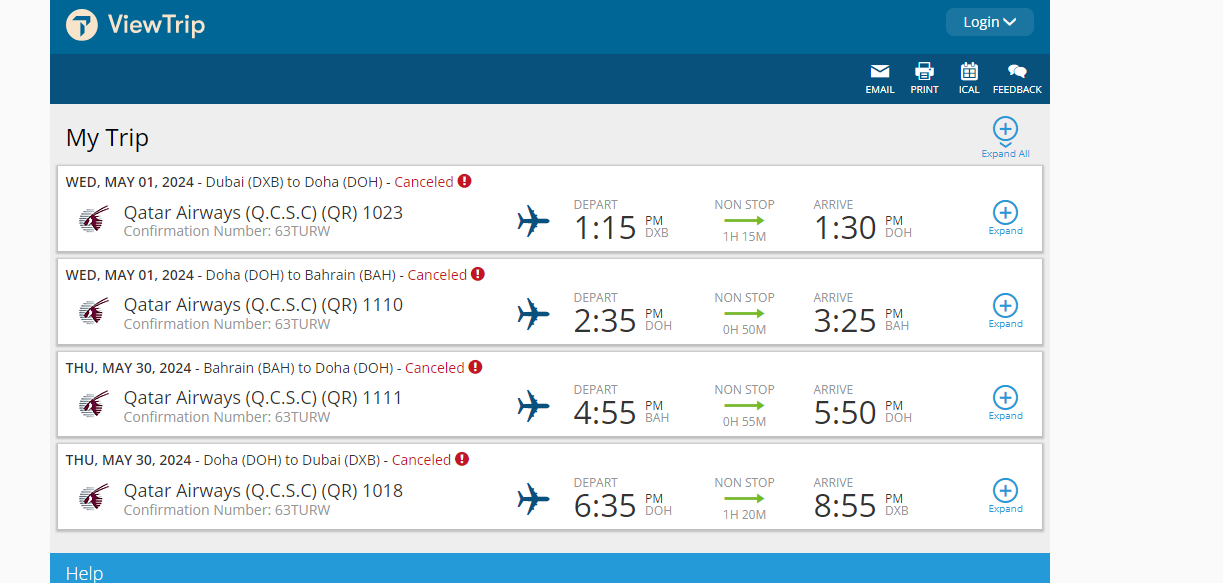 ViewTrip
Login
EMAIL PRINT ICAL FEEDBACK
My Trip
Expand All
WED, MAY 01, 2024 - Dubai (DXB) to Doha (DOH) - Canceled
Qatar Airways (Q.C.S.C) (QR) 1023
Confirmation Number: 63TURW
DEPART
1:15 PM DXB
NON STOP
1H 15M
ARRIVE
1:30 PM DOH
Expand
WED, MAY 01, 2024 - Doha (DOH) to Bahrain (BAH) - Canceled
Qatar Airways (Q.C.S.C) (QR) 1110
Confirmation Number: 63TURW
DEPART
2:35 PM DOH
NON STOP
0H 50M
ARRIVE
3:25 PM BAH
Expand
THU, MAY 30, 2024 - Bahrain (BAH) to Doha (DOH) - Canceled
Qatar Airways (Q.C.S.C) (QR) 1111
Confirmation Number: 63TURW
DEPART
4:55 PM BAH
NON STOP
0H 55M
ARRIVE
5:50 PM DOH
Expand
THU, MAY 30, 2024 - Doha (DOH) to Dubai (DXB) - Canceled
Qatar Airways (Q.C.S.C) (QR) 1018
Confirmation Number: 63TURW
DEPART
6:35 PM DOH
NON STOP
1H 20M
ARRIVE
8:55 PM DXB
Expand
Help